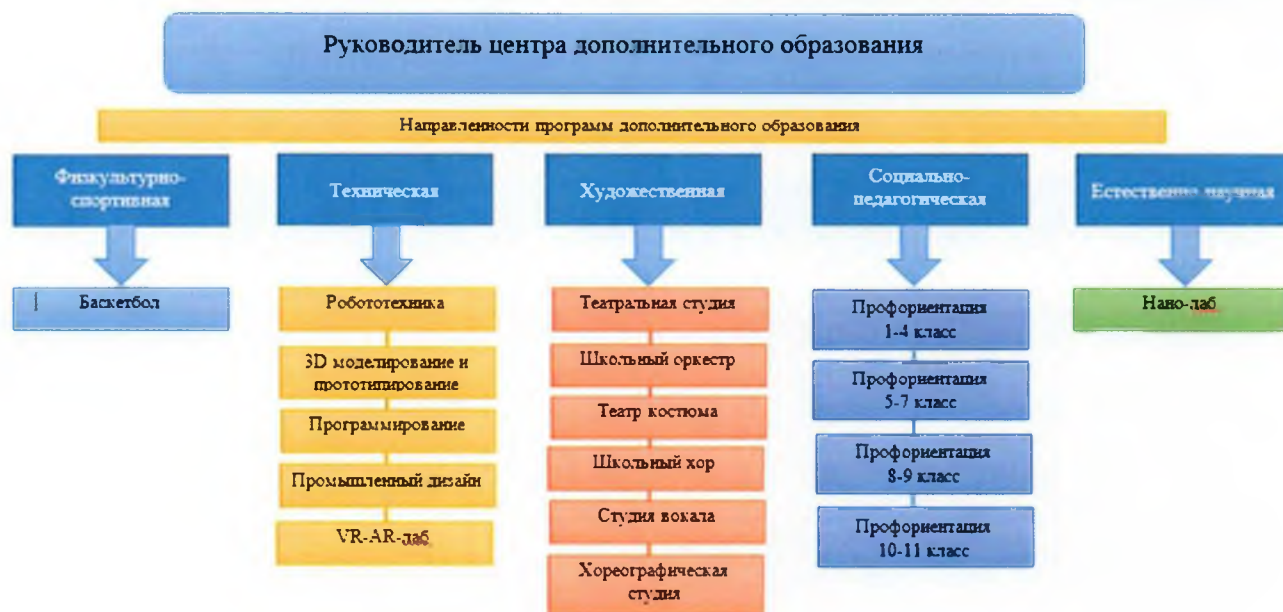 Руководитель центра дополнительного образования
Направленности программ дополнительного образования
Физкультурно-
спортивная
Техническая
Художественная
Социально-
педагогическая
Естественно-научная
Баскетбол
Робототехника
3D моделирование и
прототипирование
Программирование
Промышленный дизайн
VR-AR-лаб
Театральная студия
Школьный оркестр
Театр костюма
Школьный хор
Студия вокала
Хореографическая
студия
Профориентация
1-4 класс
Профориентация
5-7 класс
Профориентация
8-9 класс
Профориентация
10-11 класс
Нано-лаб